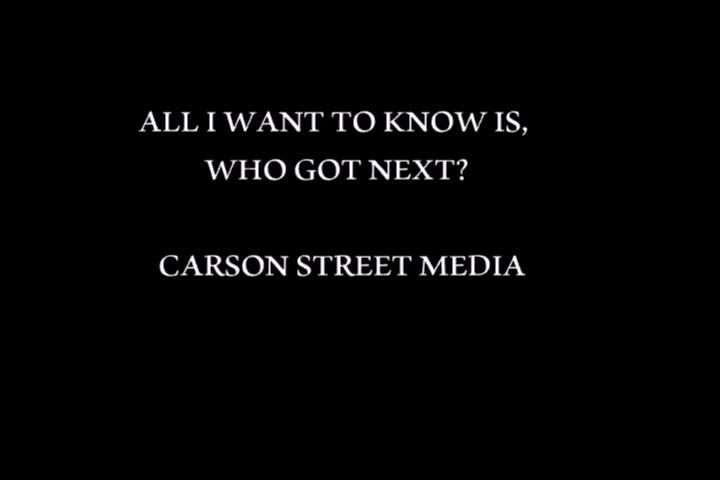 ALL I WANT TO KNOW IS,
WHO GOT NEXT?
CARSON STREET MEDIA